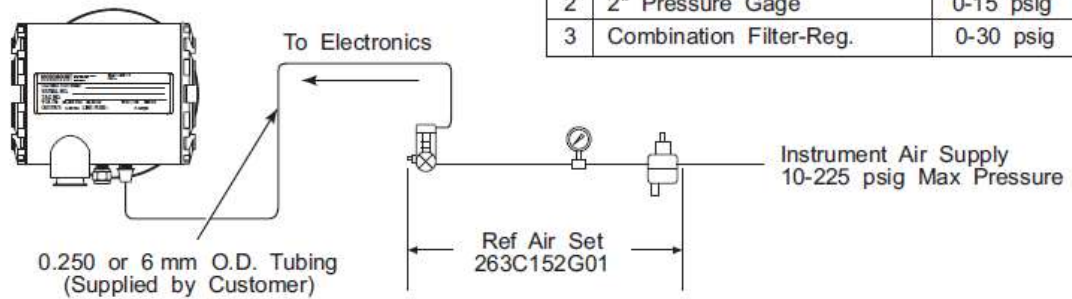 2 2" Pressure Gage 0-15 psig
3 Combination Filter-Reg. 0-30 psig
To Electronics
Instrument Air Supply
10-225 psig Max Pressure
Ref Air Set
263C152G01
0.250 or 6 mm O.D. Tubing
(Supplied by Customer)